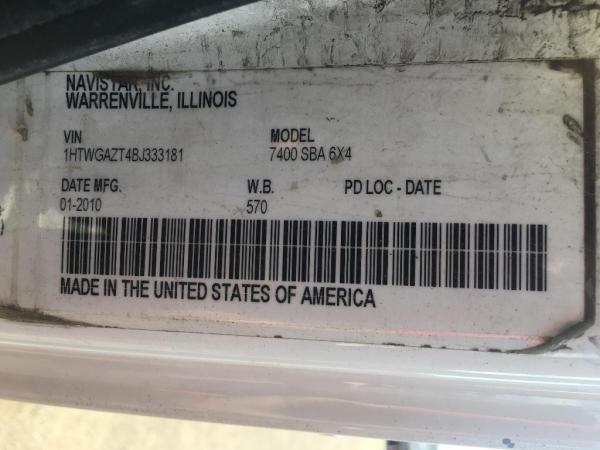 NAVISTAR, INC.
WARRENVILLE, ILLINOIS
VIN MODEL
1HTWGAZT4BJ333181 7400 SBA 6X4
DATE MFG. W.B. PD LOC - DATE
01-2010 570
MADE IN THE UNITED STATES OF AMERICA